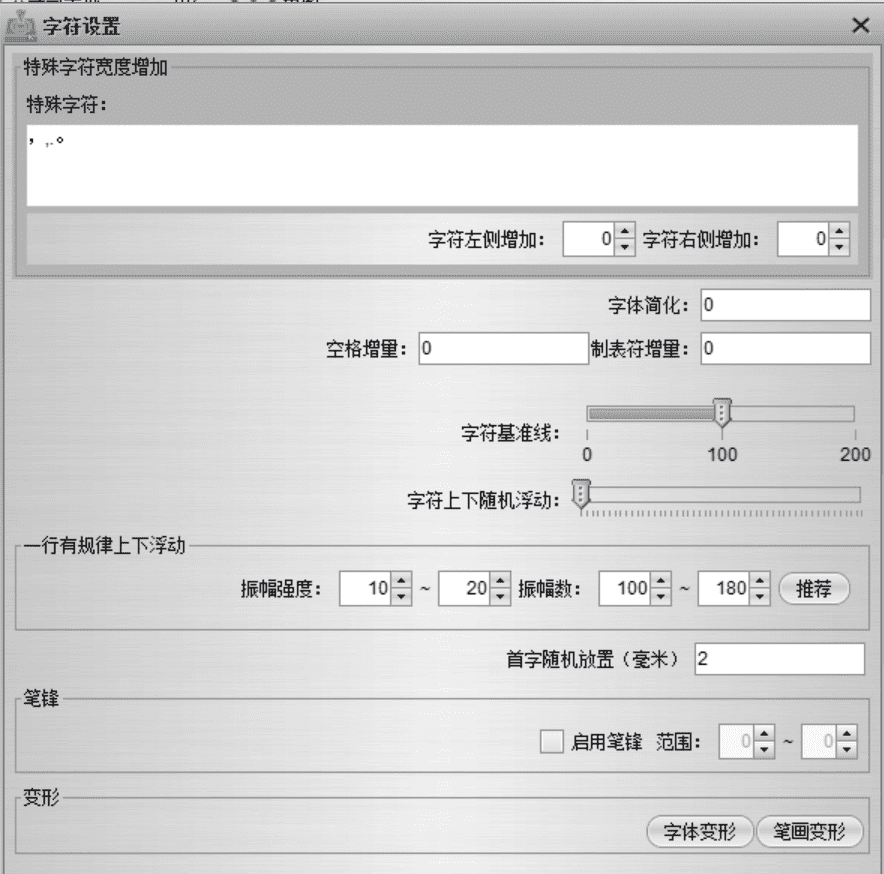 字符设置
特殊字符宽度增加
特殊字符：
，,.。
字符左侧增加： 0 字符右侧增加： 0
字体简化： 0
空格增量： 0 制表符增量： 0
字符基准线：
0 100 200
字符上下随机浮动：
一行有规律上下浮动
振幅强度： 10 ~ 20 振幅数： 100 ~ 180 推荐
首字随机放置（毫米） 2
笔锋
启用笔锋 范围： 0 ~ 0
变形
字体变形 笔画变形